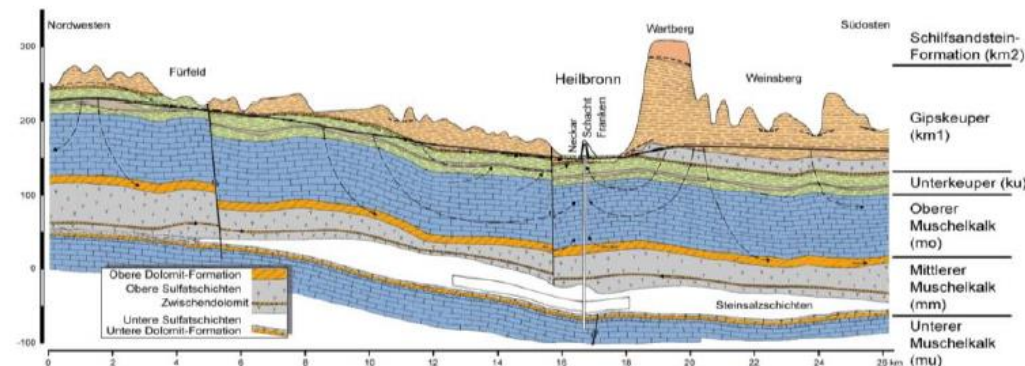 Nordwesten
Wartberg
Südosten
Fürfeld
Heilbronn
Weinsberg
Neckar
Schacht
Franken
Schilfsandstein-
Formation (km2)
Gipskeuper
(km1)
Unterkeuper (ku)
Oberer
Muschelkalk
(mo)
Mittlerer
Muschelkalk
(mm)
Unterer
Muschelkalk
(mu)
300
200
100
0
-100
Obere Dolomit-Formation
Obere Sulfatschichten
Zwischendolomit
Untere Sulfatschichten
Untere Dolomit-Formation
Steinsalzschichten
0 2 4 6 8 10 12 14 16 18 20 22 24 26 km